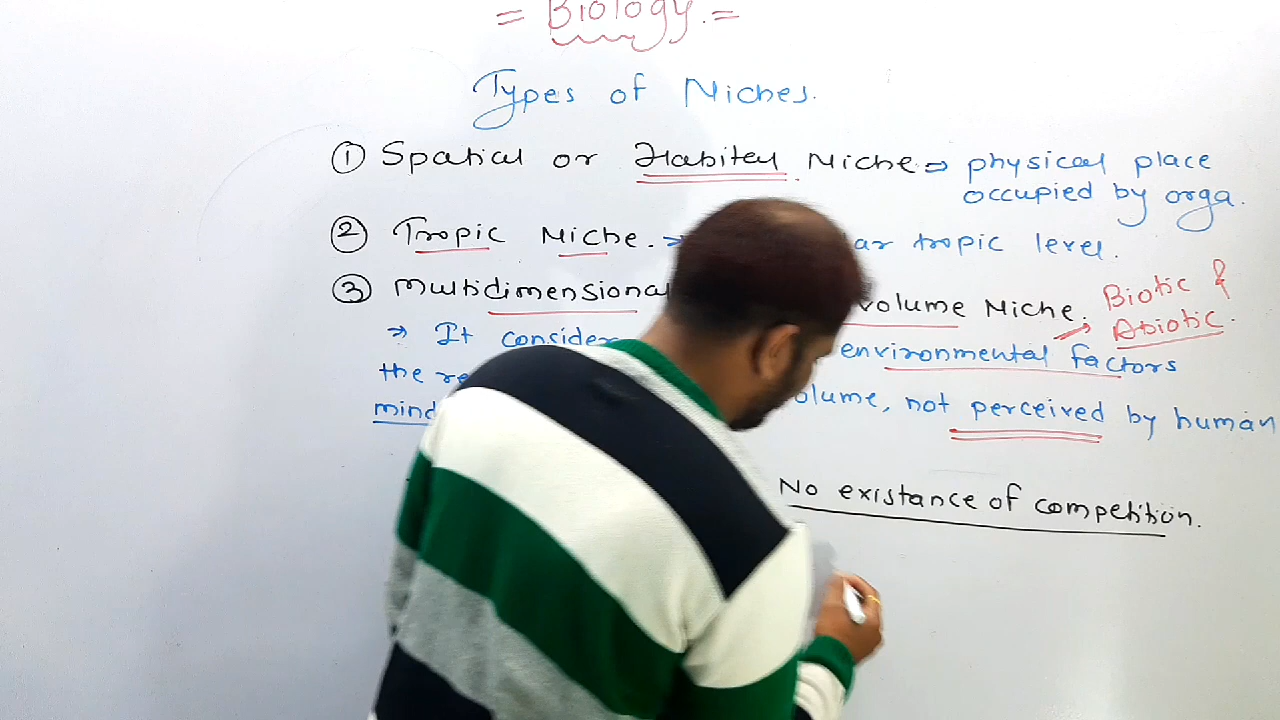 = Biology. =
Types of Niches.
① Spatial or Habital Niche ⇒ physical place
occupied by orga.
② Tropic Niche. ⇒ ar tropic level.
③ Multidimensional volume Niche. Biotic &
Abiotic.
⇒ It consider environmental factors
the olume, not perceived by human
mind
No existance of competition.